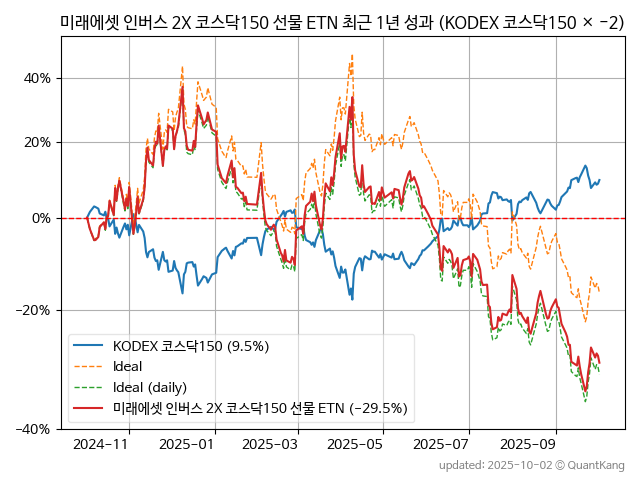 미래에셋 인버스 2X 코스닥150 선물 ETN 최근 1년 성과 (KODEX 코스닥150 × −2)
40%
20%
0%
−20%
−40%
KODEX 코스닥150 (9.5%)
Ideal
Ideal (daily)
미래에셋 인버스 2X 코스닥150 선물 ETN (−29.5%)
2024-11 2025-01 2025-03 2025-05 2025-07 2025-09
updated: 2025-10-02 © QuantKang